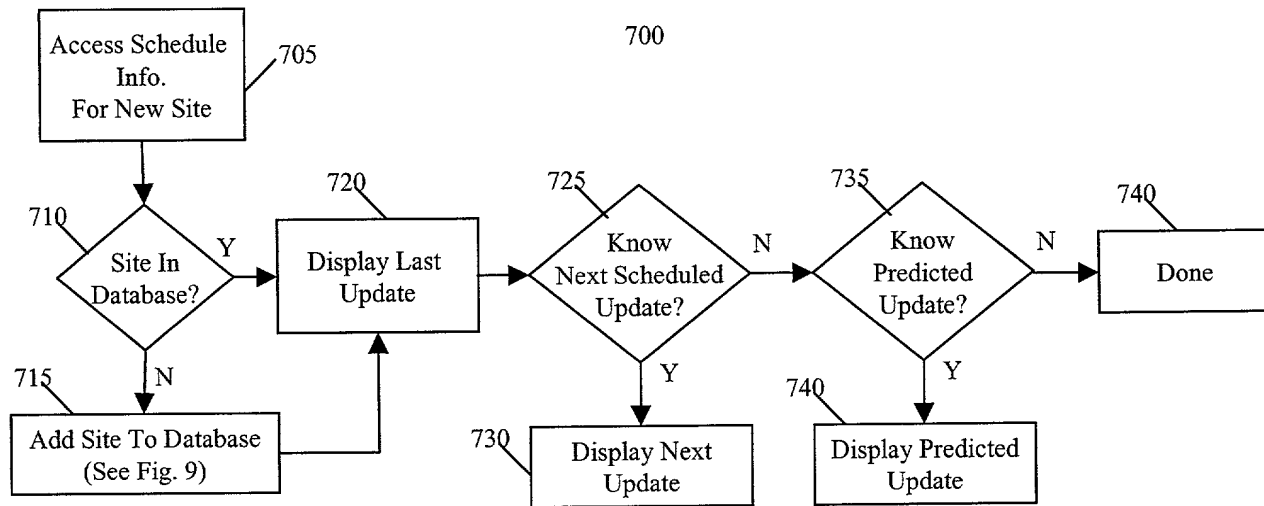 700
Access Schedule
Info.
For New Site
705
710
Site In
Database?
Y
N
715
Add Site To Database
(See Fig. 9)
720
Display Last
Update
725
Know
Next Scheduled
Update?
N
Y
730
Display Next
Update
735
Know
Predicted
Update?
N
Y
740
Display Predicted
Update
740
Done